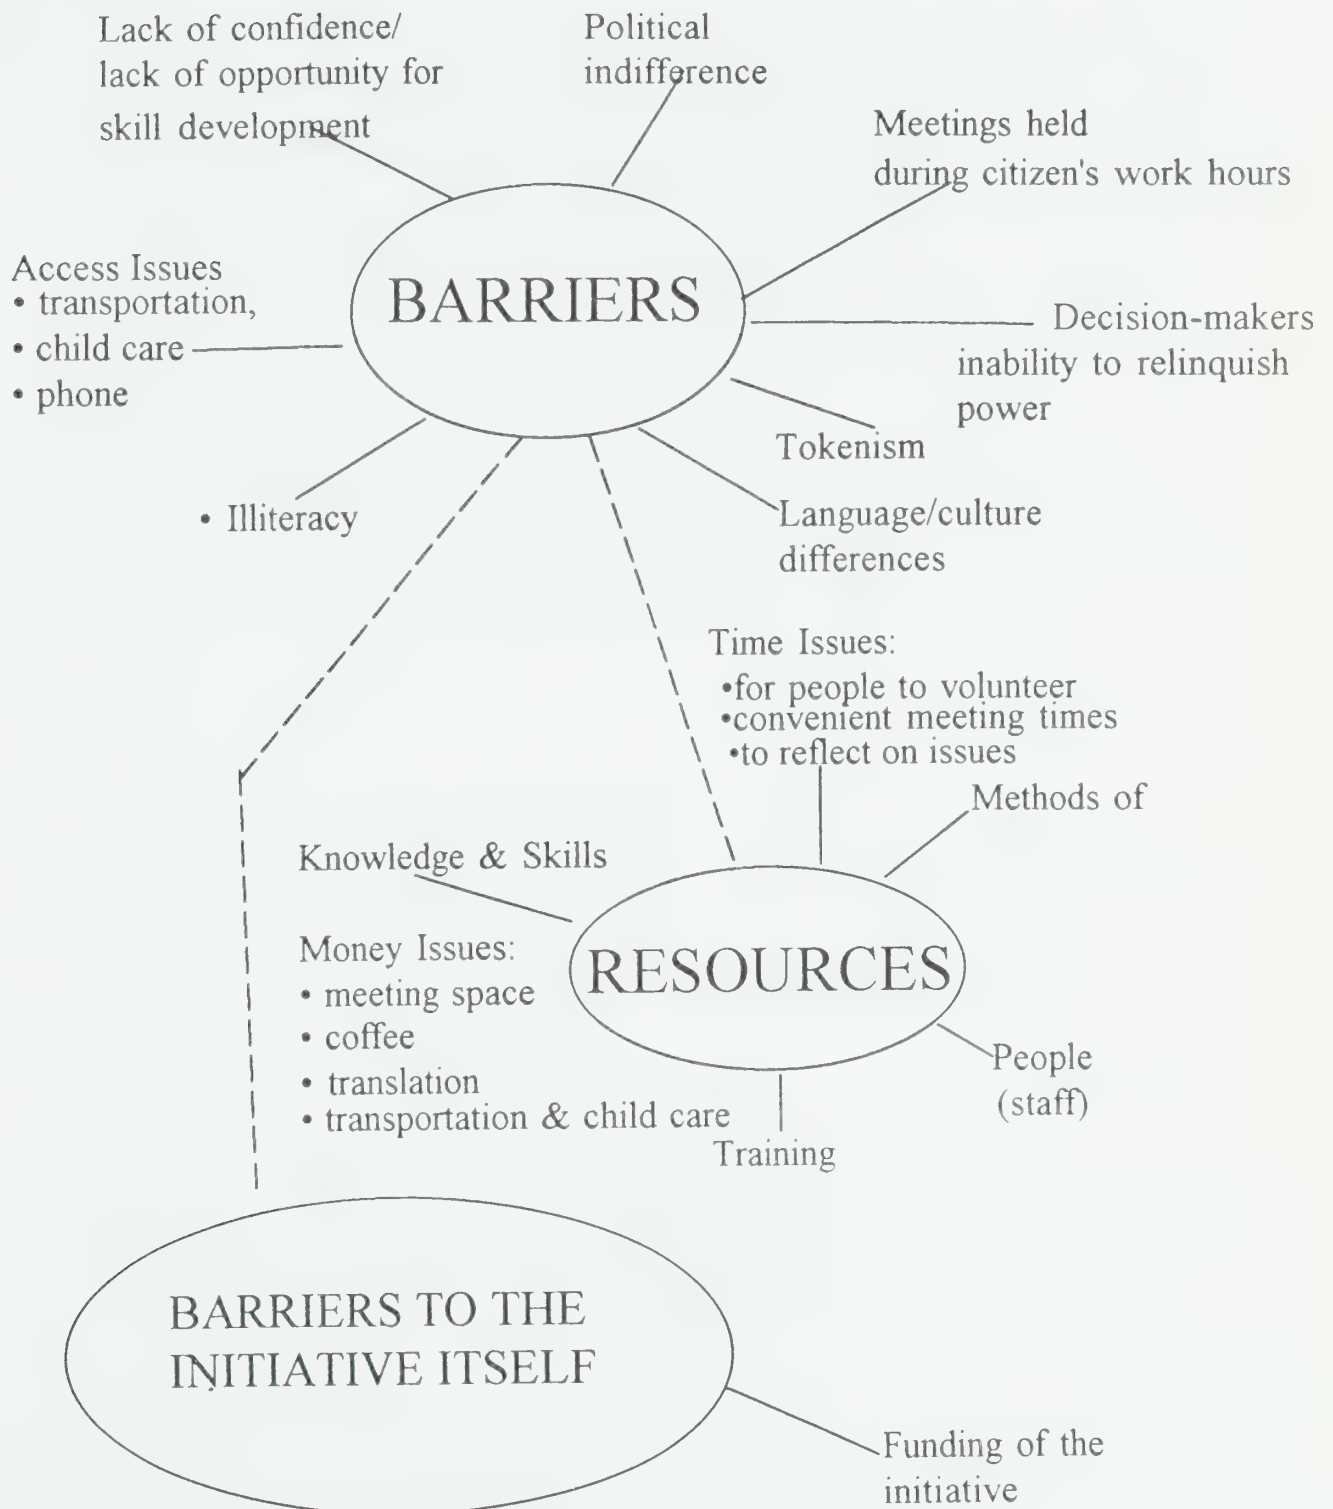 Lack of confidence/
lack of opportunity for
skill development
Political
indifference
Meetings held
during citizen's work hours
Access Issues
• transportation,
• child care
• phone
BARRIERS
Decision-makers
inability to relinquish
power
Tokenism
• Illiteracy
Language/culture
differences
Time Issues:
•for people to volunteer
•convenient meeting times
•to reflect on issues
Methods of
Knowledge & Skills
Money Issues:
• meeting space
• coffee
• translation
• transportation & child care
RESOURCES
People
(staff)
Training
BARRIERS TO THE
INITIATIVE ITSELF
Funding of the
initiative